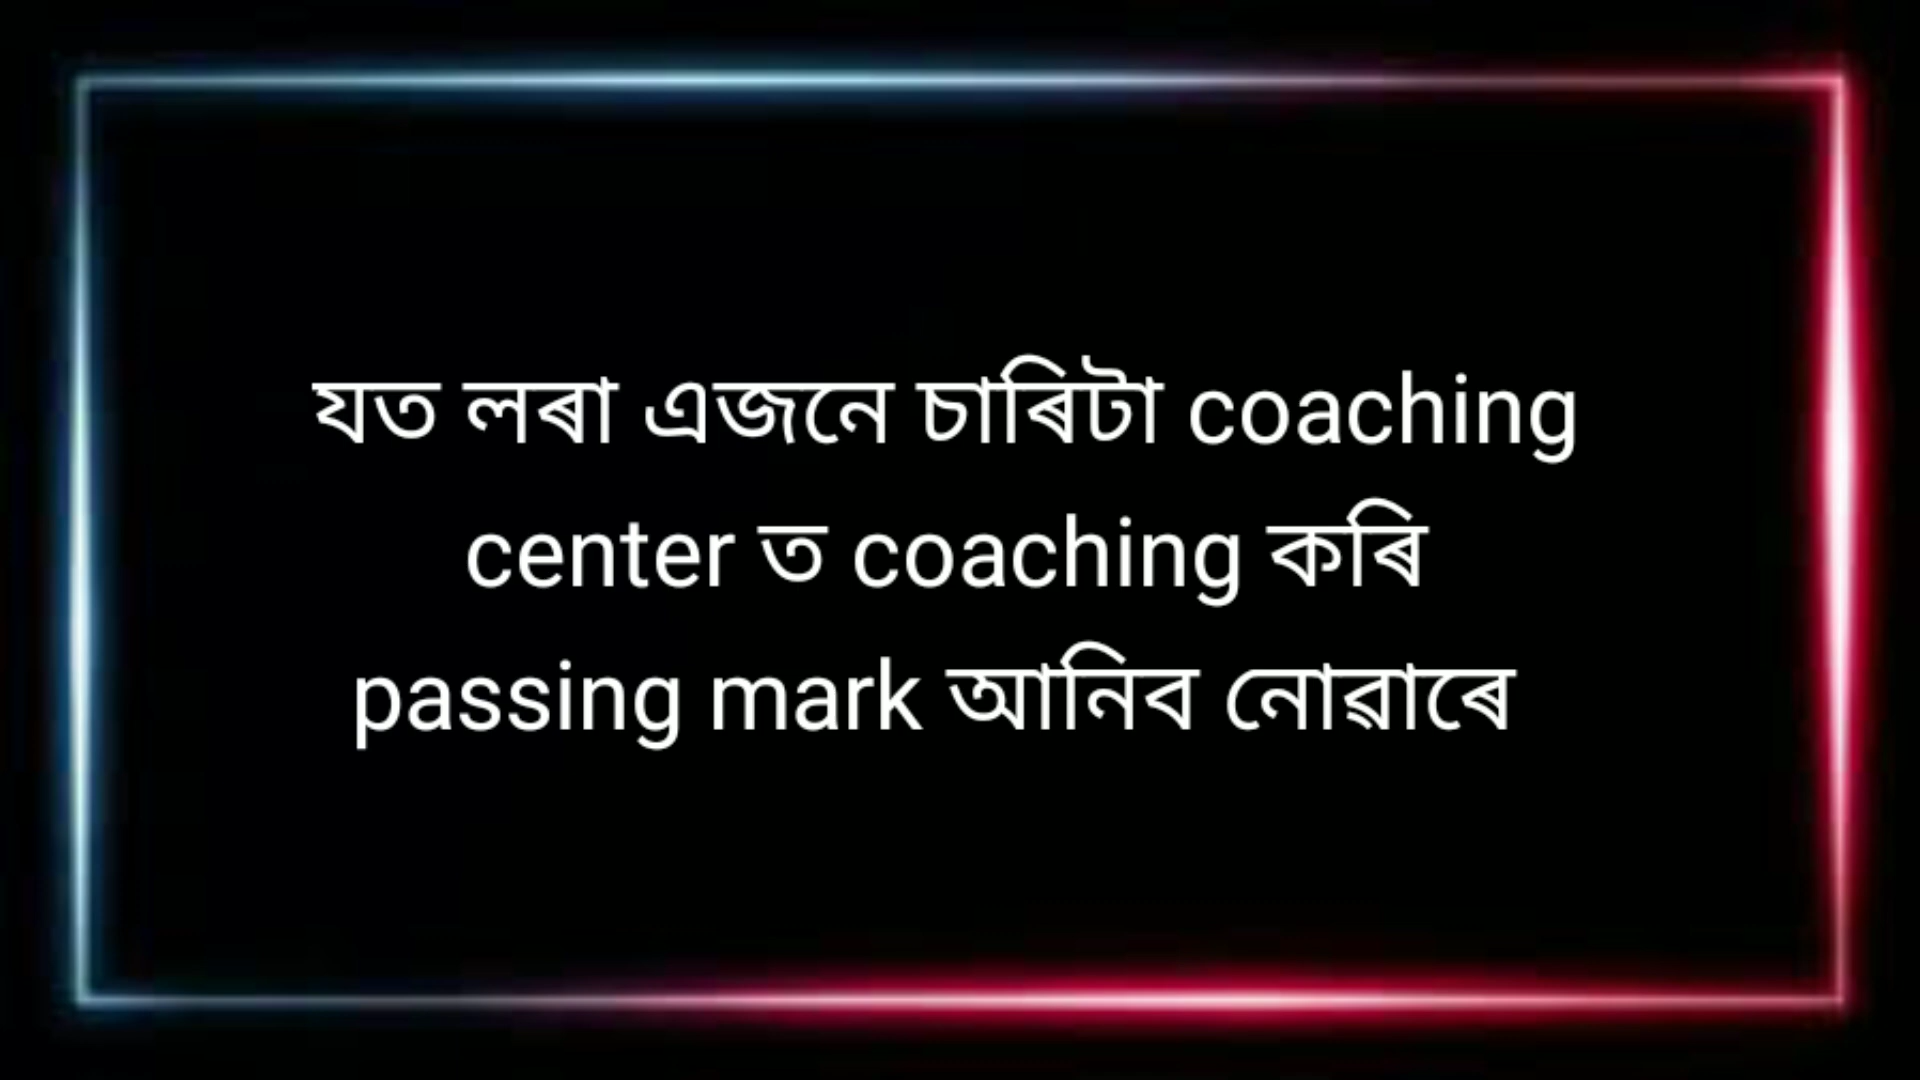 যত লৰা এজনে চাৰিটা coaching
center ত coaching কৰি
passing mark আনিব নোৱাৰে